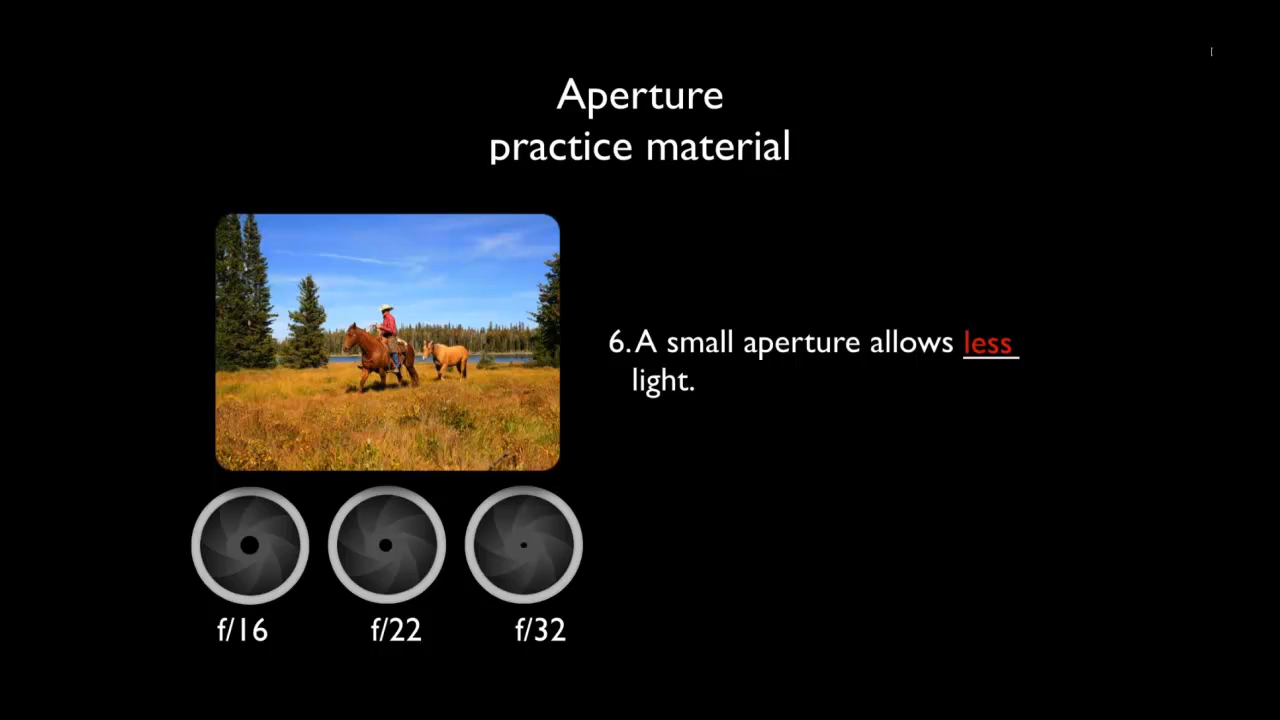 Aperture
practice material
6. A small aperture allows less
light.
f/16 f/22 f/32